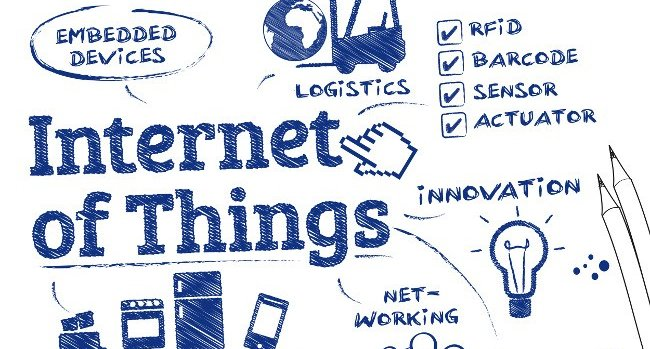 EMBEDDED
DEViCES
LOGiSTiCS
RFiD
BARCODE
SENSOR
ACTUATOR
Internet
of Things
iNNOVATiON
NET-
WORKiNG